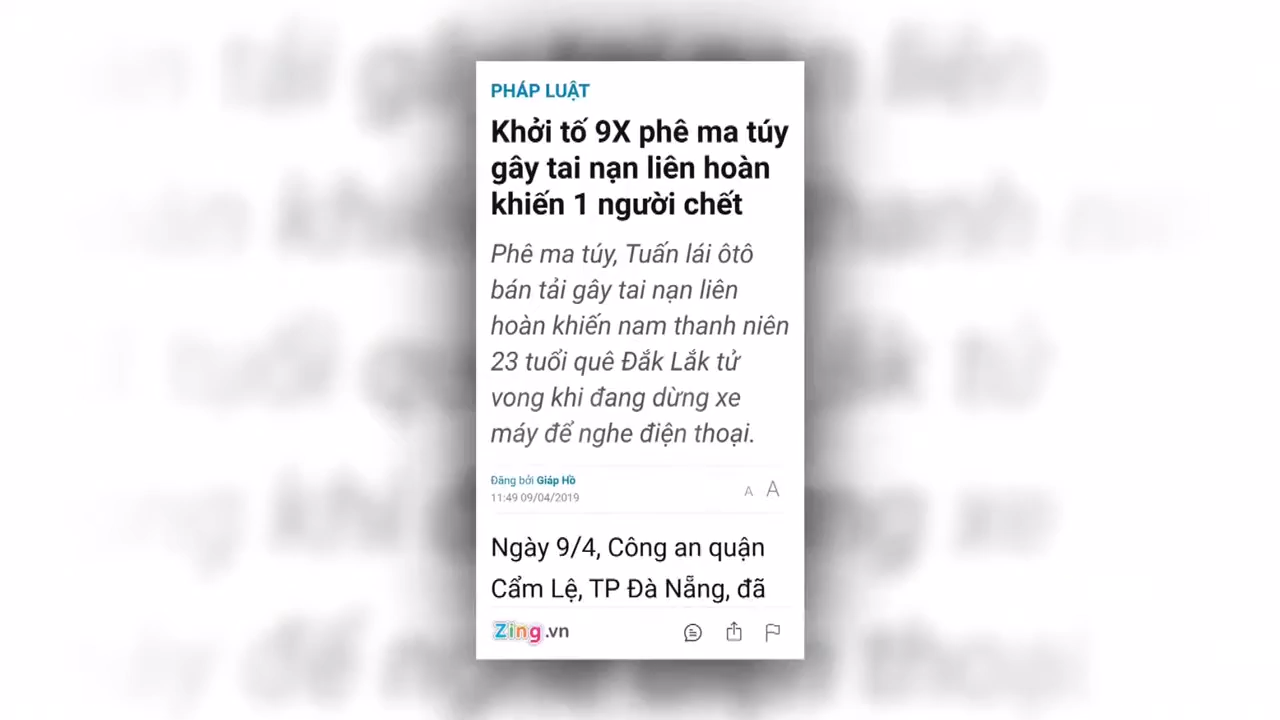 PHÁP LUẬT
Khởi tố 9X phê ma túy
gây tai nạn liên hoàn
khiến 1 người chết
Phê ma túy, Tuấn lái ôtô
bán tải gây tai nạn liên
hoàn khiến nam thanh niên
23 tuổi quê Đắk Lắk tử
vong khi đang dừng xe
máy để nghe điện thoại.
Đăng bởi Giáp Hồ
11:49 09/04/2019
A A
Ngày 9/4, Công an quận
Cẩm Lệ, TP Đà Nẵng, đã
Zing.vn